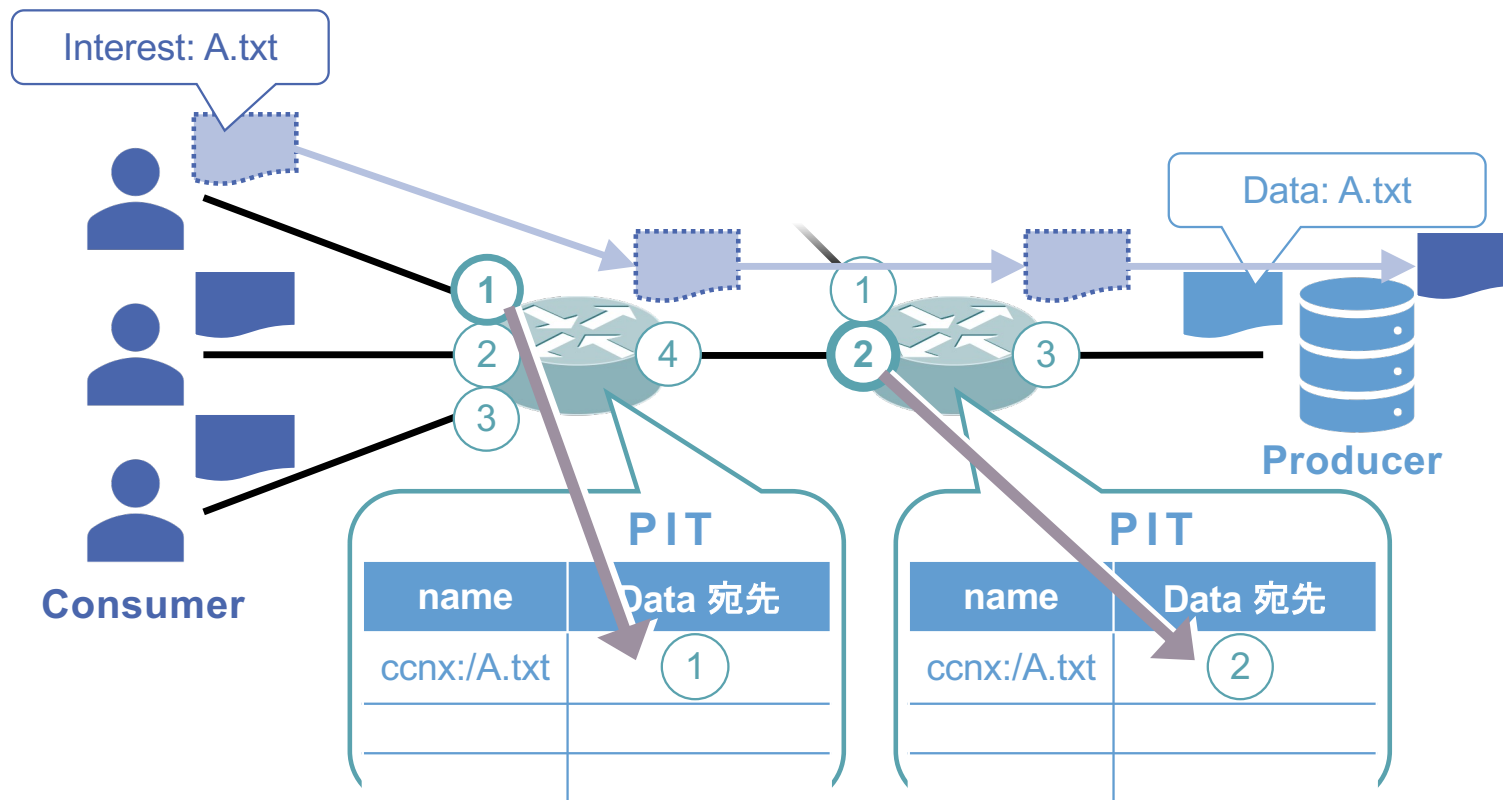 Interest: A.txt
Data: A.txt
1
2
3
4
1
2
3
Consumer
Producer
PIT
name
Data 宛先
ccnx:/A.txt
1
PIT
name
Data 宛先
ccnx:/A.txt
2